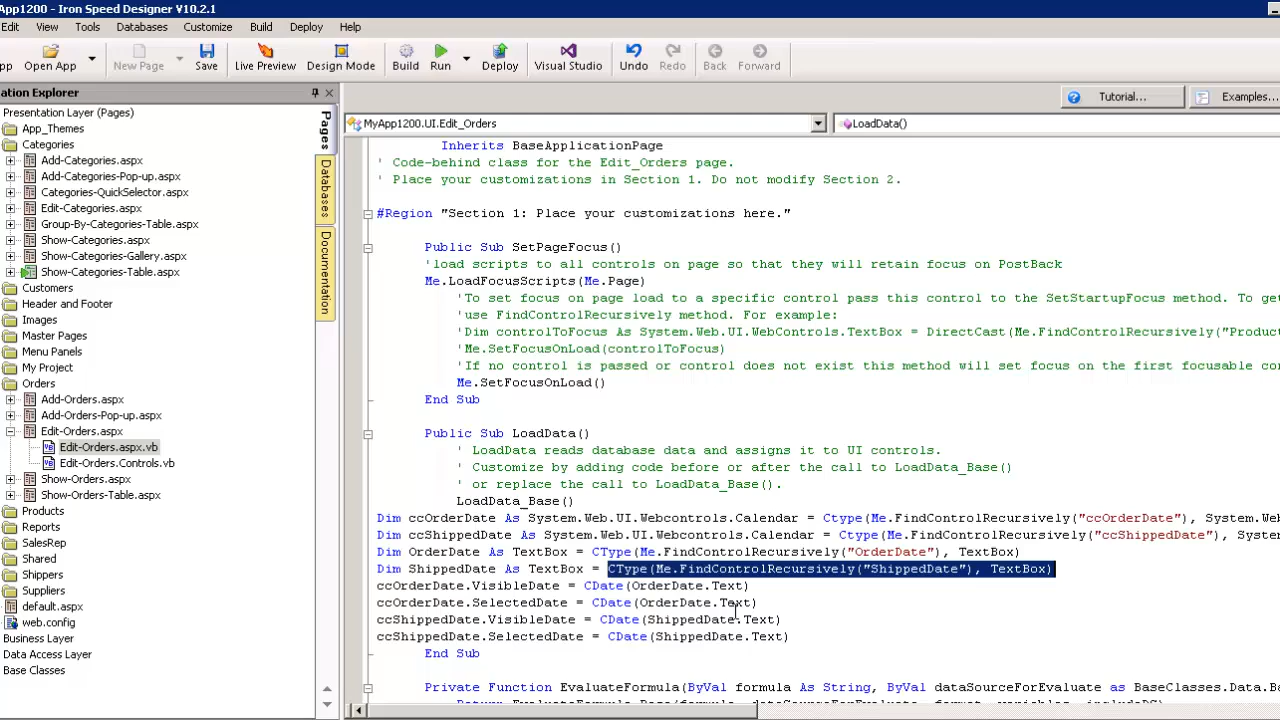 App1200 - Iron Speed Designer V10.2.1
Edit View Tools Databases Customize Build Deploy Help
Open App New Page Save Live Preview Design Mode Build Run Deploy Visual Studio Undo Redo Back Forward
ation Explorer
Tutorial... Examples...
Presentation Layer (Pages)
App_Themes
Categories
Add-Categories.aspx
Add-Categories-Pop-up.aspx
Categories-QuickSelector.aspx
Edit-Categories.aspx
Group-By-Categories-Table.aspx
Show-Categories.aspx
Show-Categories-Gallery.aspx
Show-Categories-Table.aspx
Customers
Header and Footer
Images
Master Pages
Menu Panels
My Project
Orders
Add-Orders.aspx
Add-Orders-Pop-up.aspx
Edit-Orders.aspx
Edit-Orders.aspx.vb
Edit-Orders.Controls.vb
Show-Orders.aspx
Show-Orders-Table.aspx
Products
Reports
SalesRep
Shared
Shippers
Suppliers
default.aspx
web.config
Business Layer
Data Access Layer
Base Classes
Pages
Databases
Documentation
MyApp1200.UI.Edit_Orders LoadData()
Inherits BaseApplicationPage
' Code-behind class for the Edit_Orders page.
' Place your customizations in Section 1. Do not modify Section 2.
#Region "Section 1: Place your customizations here."
Public Sub SetPageFocus()
'load scripts to all controls on page so that they will retain focus on PostBack
Me.LoadFocusScripts(Me.Page)
'To set focus on page load to a specific control pass this control to the SetStartupFocus method. To get
'use FindControlRecursively method. For example:
'Dim controlToFocus As System.Web.UI.WebControls.TextBox = DirectCast(Me.FindControlRecursively("Produc
'Me.SetFocusOnLoad(controlToFocus)
'If no control is passed or control does not exist this method will set focus on the first focusable co
Me.SetFocusOnLoad()
End Sub
Public Sub LoadData()
' LoadData reads database data and assigns it to UI controls.
' Customize by adding code before or after the call to LoadData_Base()
' or replace the call to LoadData_Base().
LoadData_Base()
Dim ccOrderDate As System.Web.UI.Webcontrols.Calendar = Ctype(Me.FindControlRecursively("ccOrderDate"), System.We
Dim ccShippedDate As System.Web.UI.Webcontrols.Calendar = Ctype(Me.FindControlRecursively("ccShippedDate"), System
Dim OrderDate As TextBox = CType(Me.FindControlRecursively("OrderDate"), TextBox)
Dim ShippedDate As TextBox = CType(Me.FindControlRecursively("ShippedDate"), TextBox)
ccOrderDate.VisibleDate = CDate(OrderDate.Text)
ccOrderDate.SelectedDate = CDate(OrderDate.Text)
ccShippedDate.VisibleDate = CDate(ShippedDate.Text)
ccShippedDate.SelectedDate = CDate(ShippedDate.Text)
End Sub
Private Function EvaluateFormula(ByVal formula As String, ByVal dataSourceForEvaluate as BaseClasses.Data.B